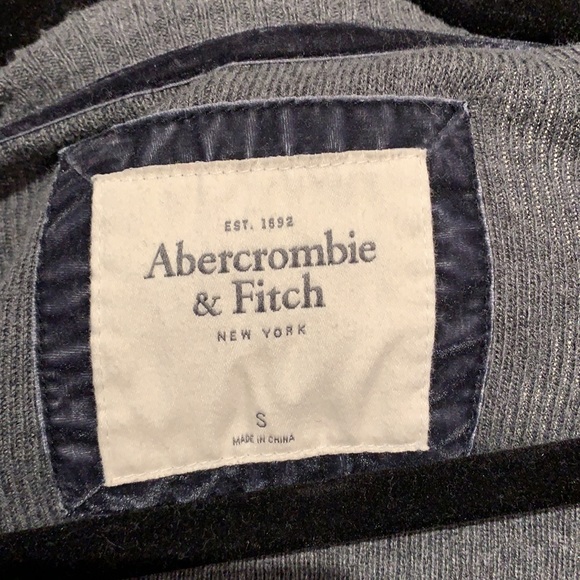 EST. 1892
Abercrombie
& Fitch
NEW YORK
S
MADE IN CHINA